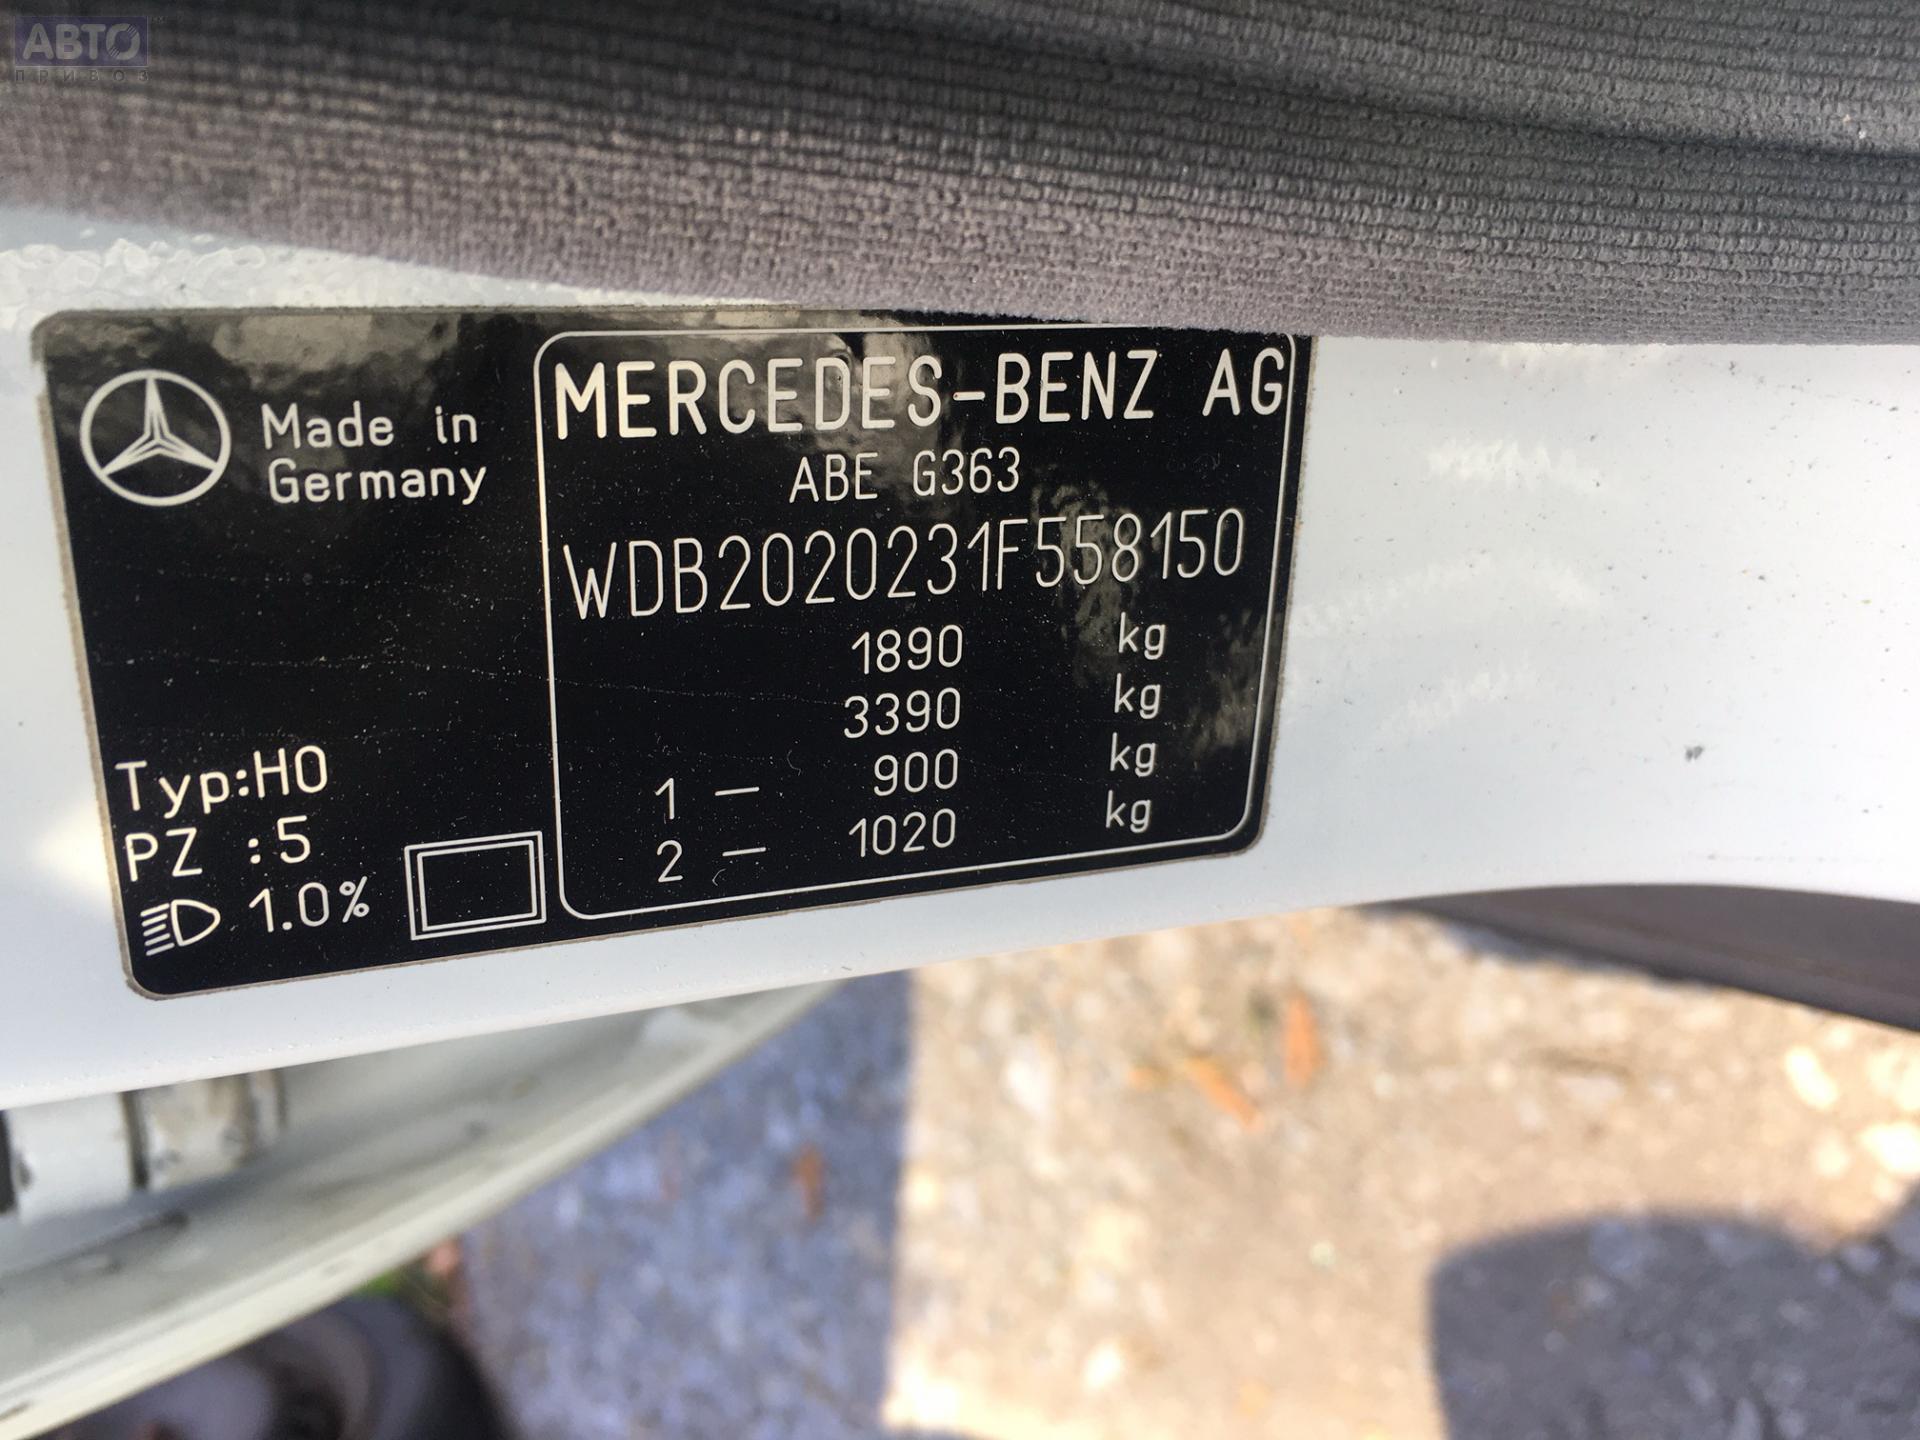 АВТО
ПРИВОЗ
Made in
Germany
Typ:H0
PZ :5
1.0%
MERCEDES-BENZ AG
ABE G363
WDB2020231F558150
1890 kg
3390 kg
1 – 900 kg
2 – 1020 kg